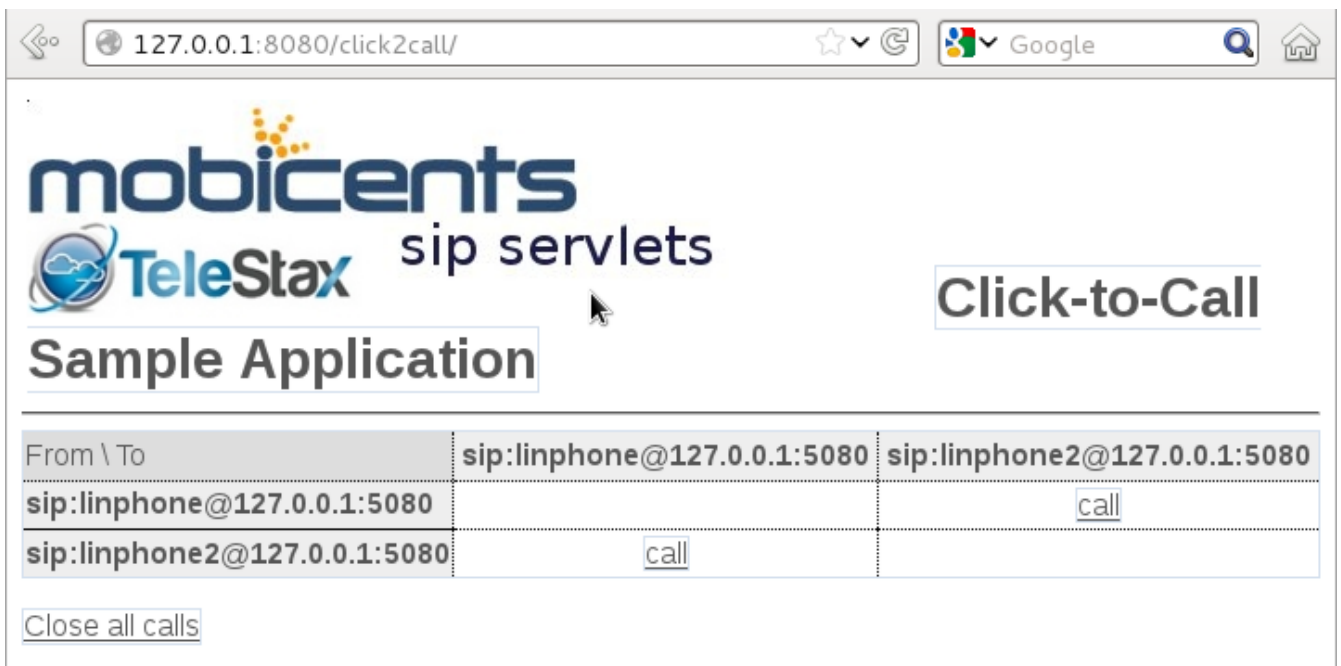 127.0.0.1:8080/click2call/ Google
mobicents
TeleStax sip servlets
Click-to-Call
Sample Application
From \ To sip:linphone@127.0.0.1:5080 sip:linphone2@127.0.0.1:5080
sip:linphone@127.0.0.1:5080 call
sip:linphone2@127.0.0.1:5080 call
Close all calls